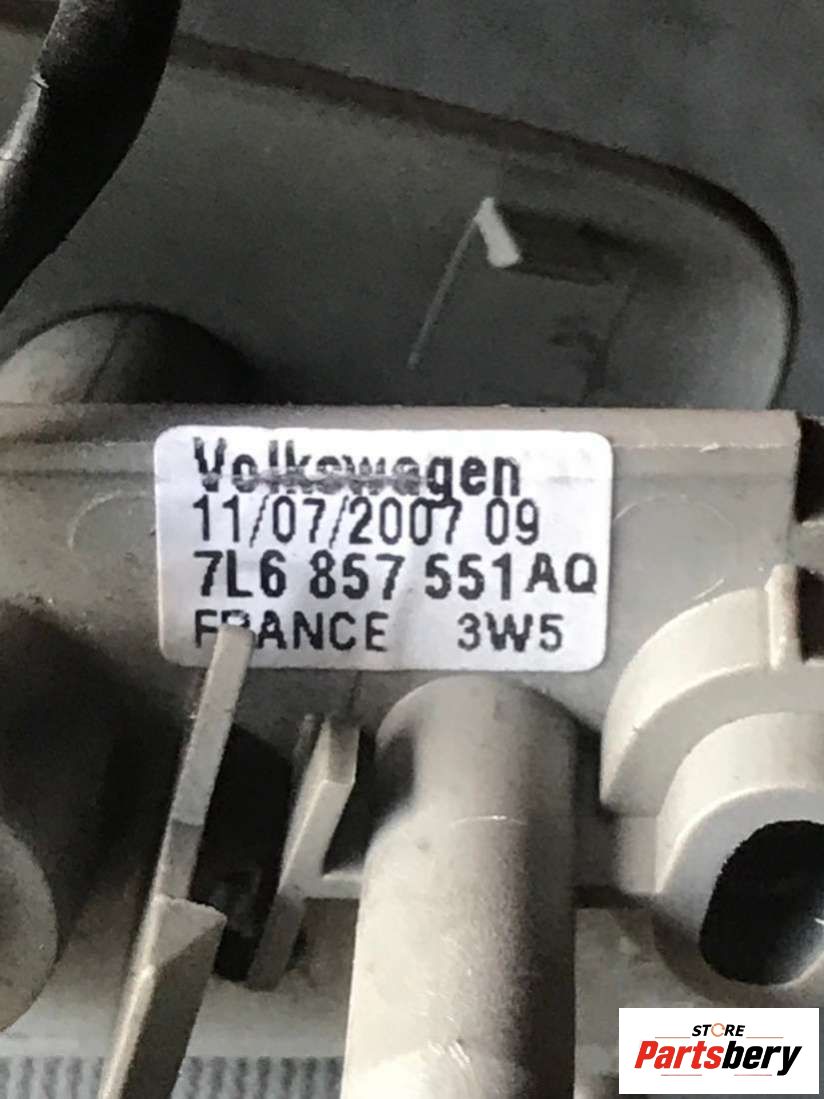 Volkswagen
11/07/2007 09
7L6 857 551AQ
FRANCE 3W5
STORE
Partsbery